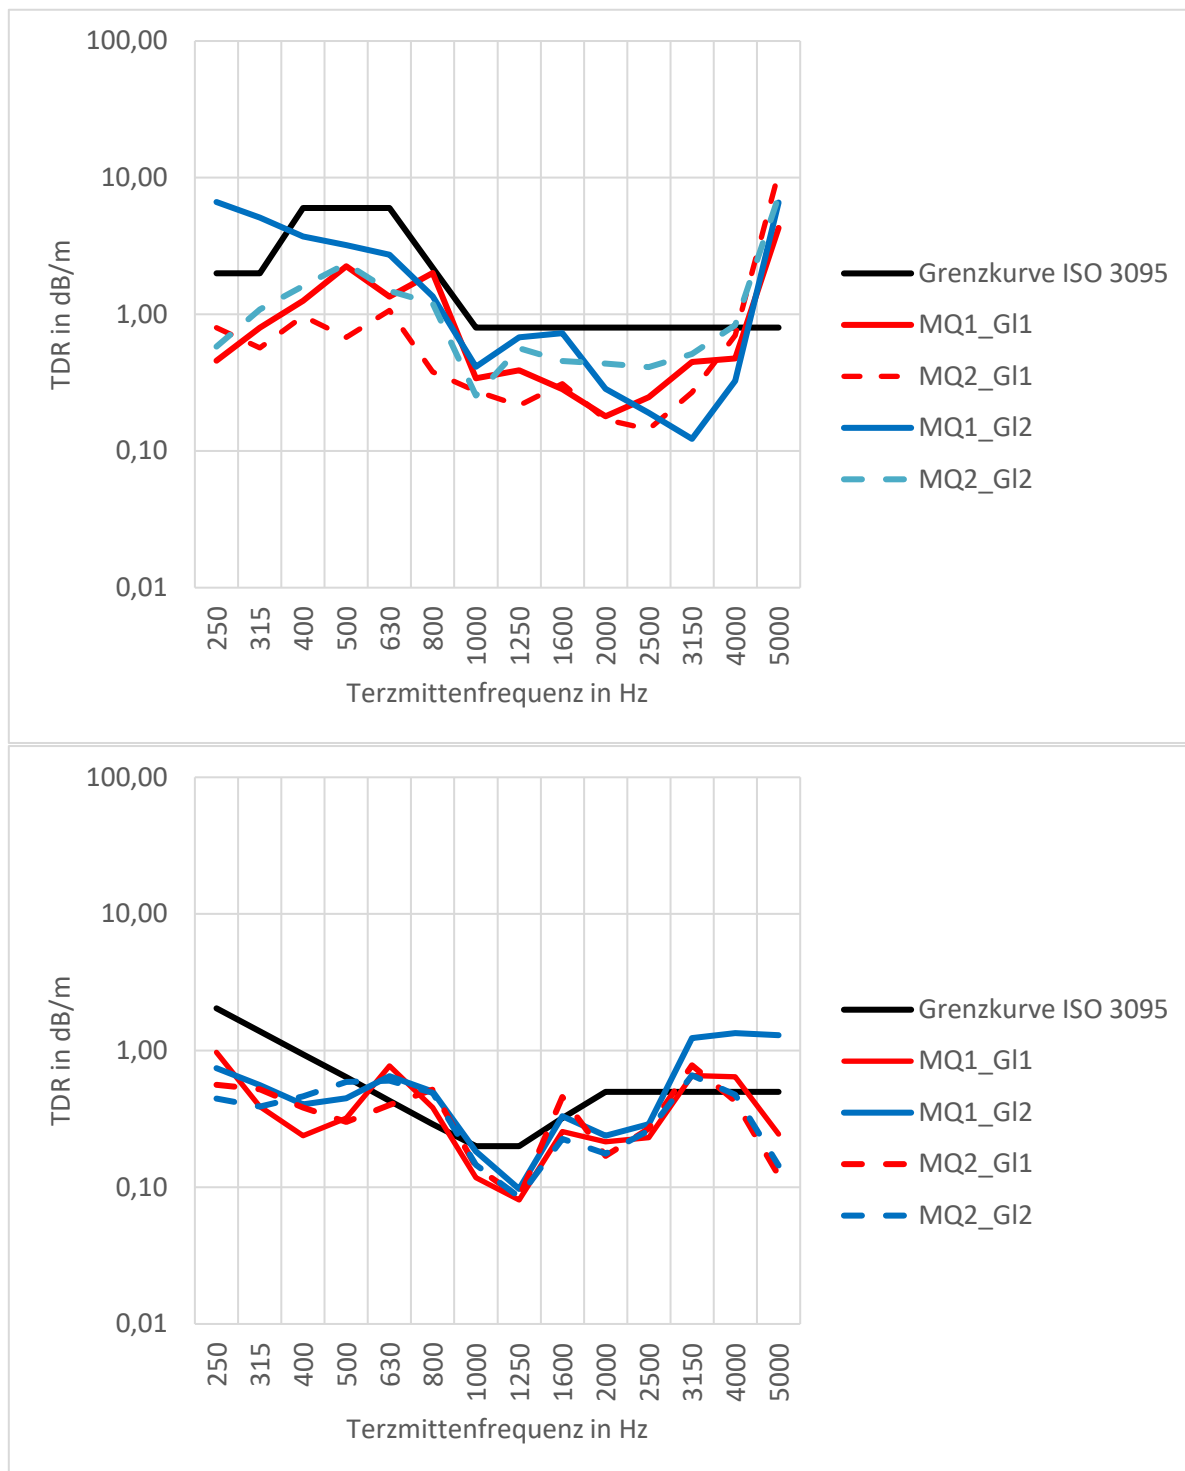 100,00
10,00
1,00
0,10
0,01
TDR in dB/m
250 315 400 500 630 800 1000 1250 1600 2000 2500 3150 4000 5000
Terzmittenfrequenz in Hz
Grenzkurve ISO 3095
MQ1_Gl1
MQ2_Gl1
MQ1_Gl2
MQ2_Gl2
100,00
10,00
1,00
0,10
0,01
TDR in dB/m
250 315 400 500 630 800 1000 1250 1600 2000 2500 3150 4000 5000
Terzmittenfrequenz in Hz
Grenzkurve ISO 3095
MQ1_Gl1
MQ1_Gl2
MQ2_Gl1
MQ2_Gl2